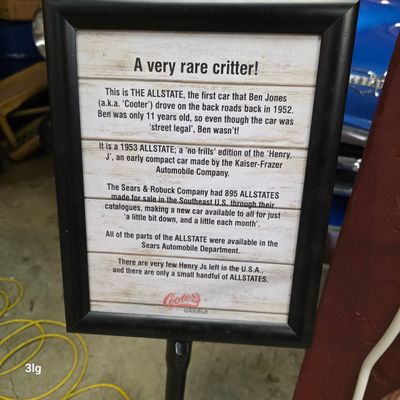 A very rare critter!
This is THE ALLSTATE, the first car that Ben Jones
(a.k.a. 'Cooter') drove on the back roads back in 1952.
Ben was only 11 years old, so even though the car was
'street legal', Ben wasn't!
It is a 1953 ALLSTATE; a 'no frills' edition of the 'Henry
J', an early compact car made by the Kaiser-Frazer
Automobile Company.
The Sears & Robuck Company had 895 ALLSTATES
made for sale in the Southeast U.S. through their
catalogues, making a new car available to all for just
'a little bit down, and a little each month'.
All of the parts of the ALLSTATE were available in the
Sears Automobile Department.
There are very few Henry Js left in the U.S.A.,
and there are only a small handful of ALLSTATES.
Cooter's
GARAGE
3lg